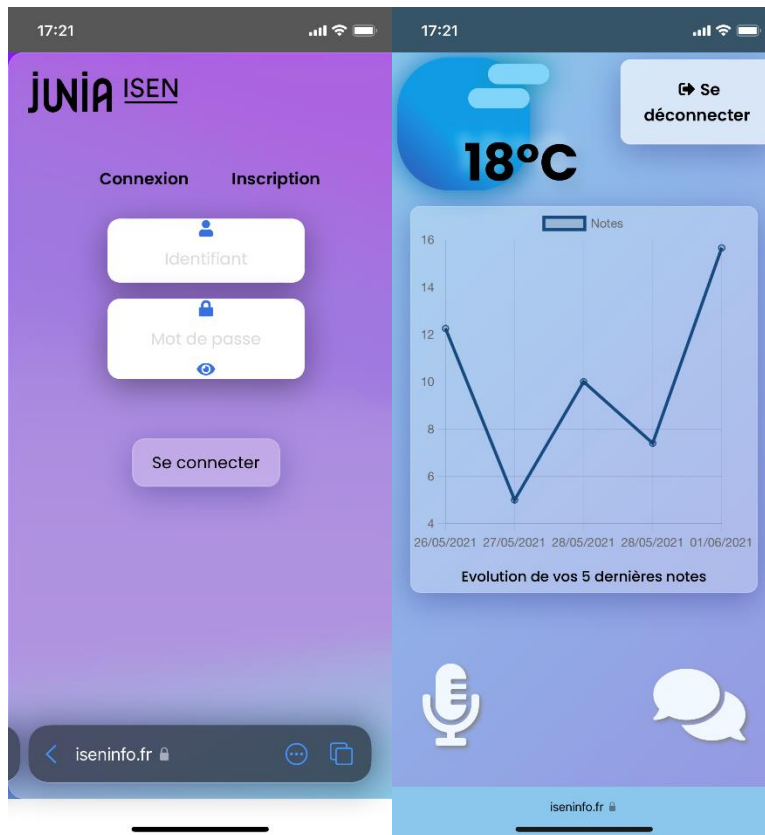 17:21
JUNIA ISEN
Connexion Inscription
Identifiant
Mot de passe
Se connecter
iseninfo.fr
17:21
Se
déconnecter
18°C
Notes
16
14
12
10
8
6
4
26/05/2021 27/05/2021 28/05/2021 28/05/2021 01/06/2021
Evolution de vos 5 dernières notes
iseninfo.fr